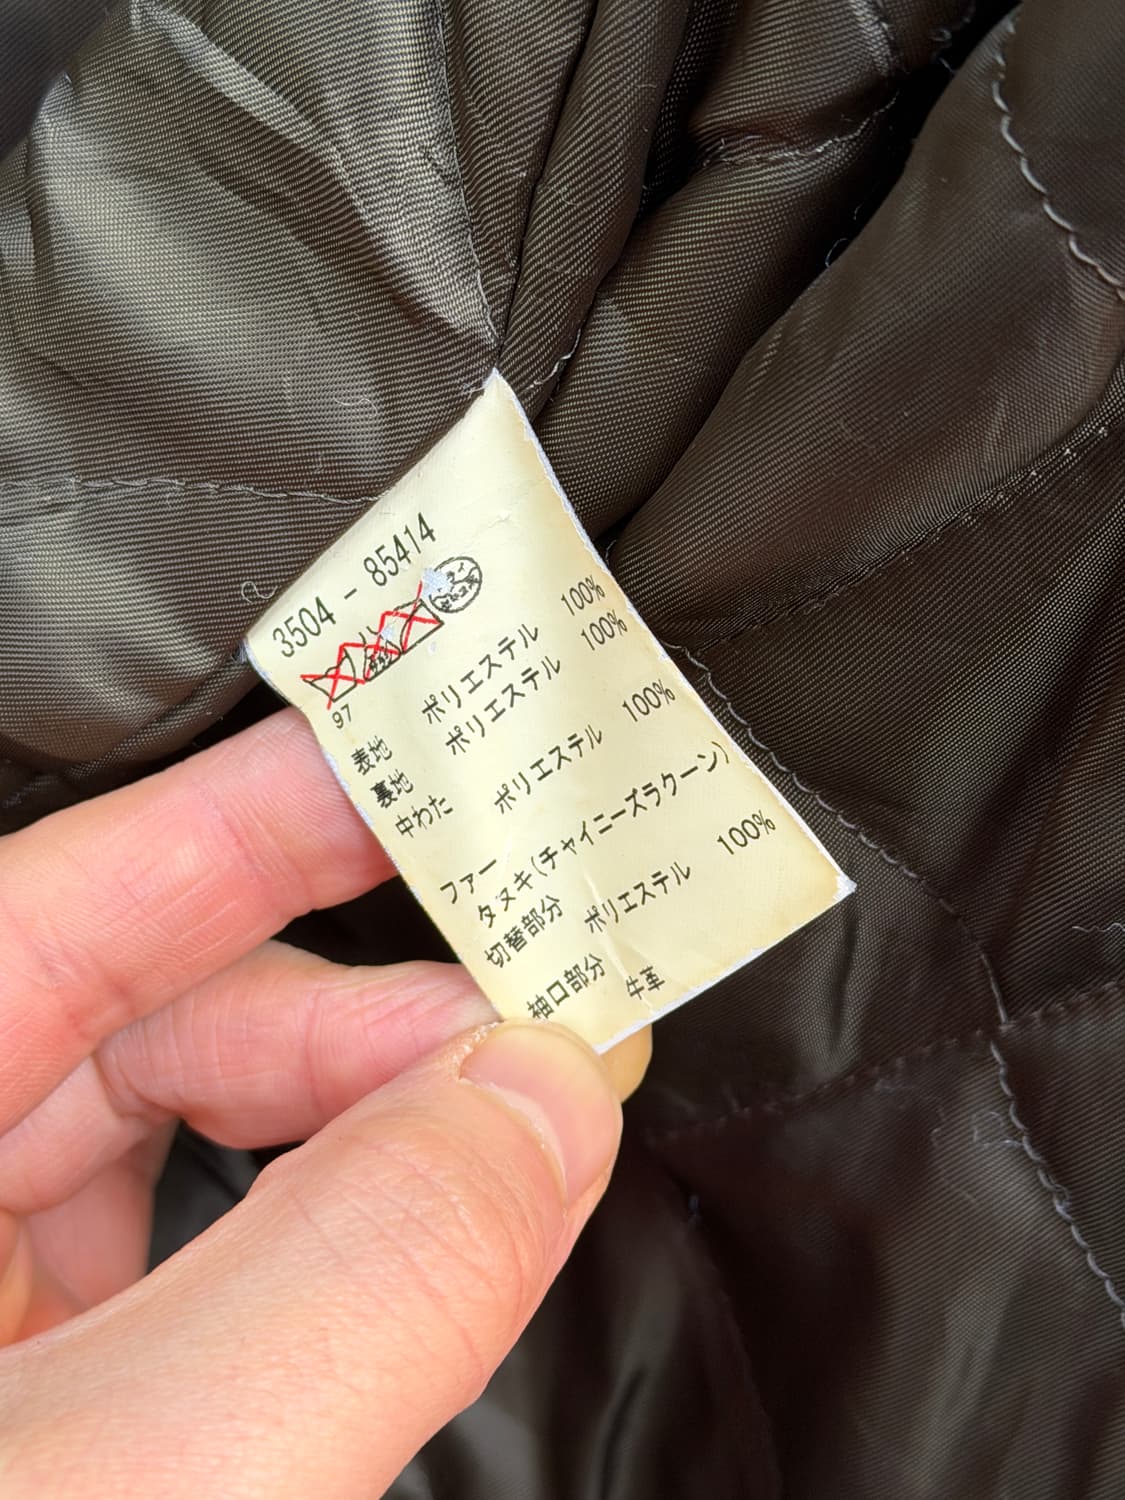 3504 - 85414
97
表地 ポリエステル 100%
裏地 ポリエステル 100%
中わた
ポリエステル 100%
ファー
タヌキ(チャイニーズラクーン)
切替部分
ポリエステル 100%
袖口部分
牛革